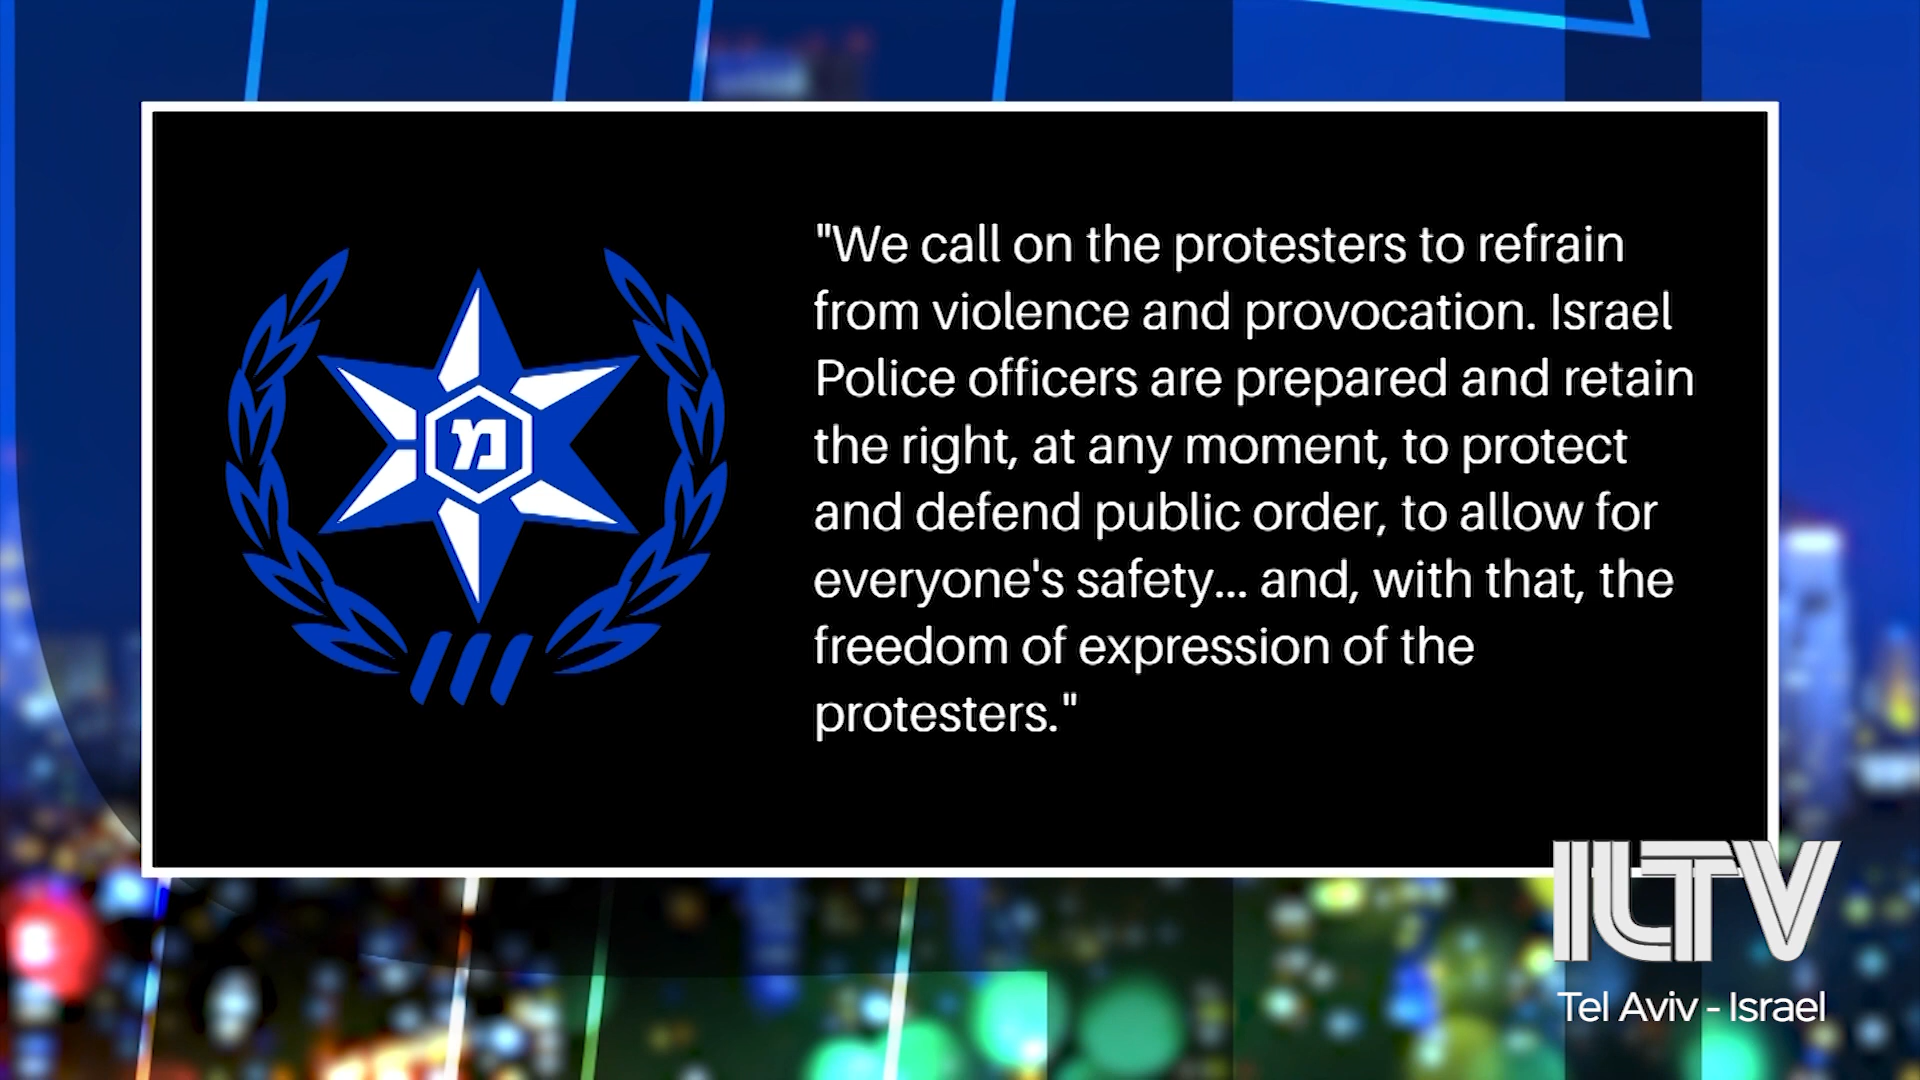 "We call on the protesters to refrain
from violence and provocation. Israel
Police officers are prepared and retain
the right, at any moment, to protect
and defend public order, to allow for
everyone's safety... and, with that, the
freedom of expression of the
protesters."
מ
ILTV
Tel Aviv - Israel